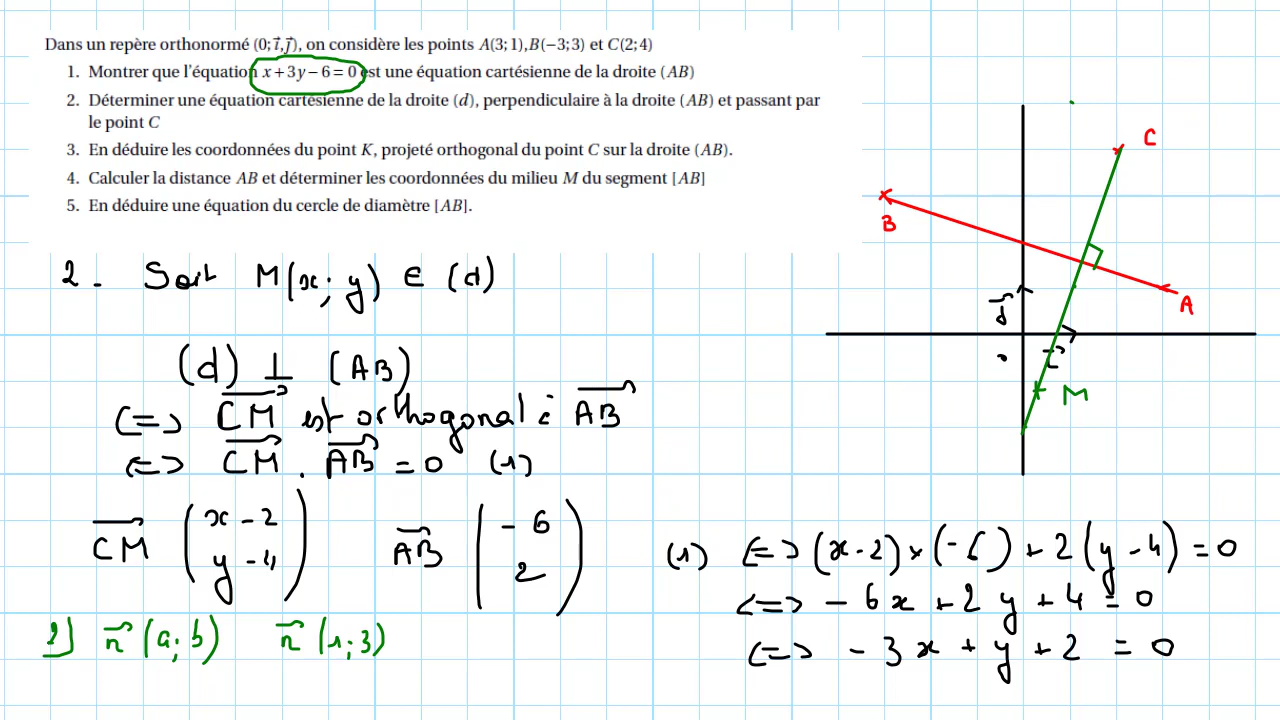 Dans un repère orthonormé (0; i⃗, j⃗), on considère les points A(3;1),B(−3;3) et C(2;4)
1. Montrer que l'équation x + 3y − 6 = 0 est une équation cartésienne de la droite (AB)
2. Déterminer une équation cartésienne de la droite (d), perpendiculaire à la droite (AB) et passant par
le point C
3. En déduire les coordonnées du point K, projeté orthogonal du point C sur la droite (AB).
4. Calculer la distance AB et déterminer les coordonnées du milieu M du segment [AB]
5. En déduire une équation du cercle de diamètre [AB].
C
B
A
j⃗
o
i⃗
M
2. Soit M(x; y) ∈ (d)
(d) ⊥ (AB)
<=> CM⃗ est orthogonal à AB⃗
<=> CM⃗ . AB⃗ = 0 (1)
CM⃗ (x - 2
y - 4)
AB⃗ (- 6
2)
2) n⃗ (a; b) n⃗ (1; 3)
(1) <=> (x - 2) × (-6) + 2(y - 4) = 0
<=> - 6x + 2y + 4 = 0
<=> - 3x + y + 2 = 0